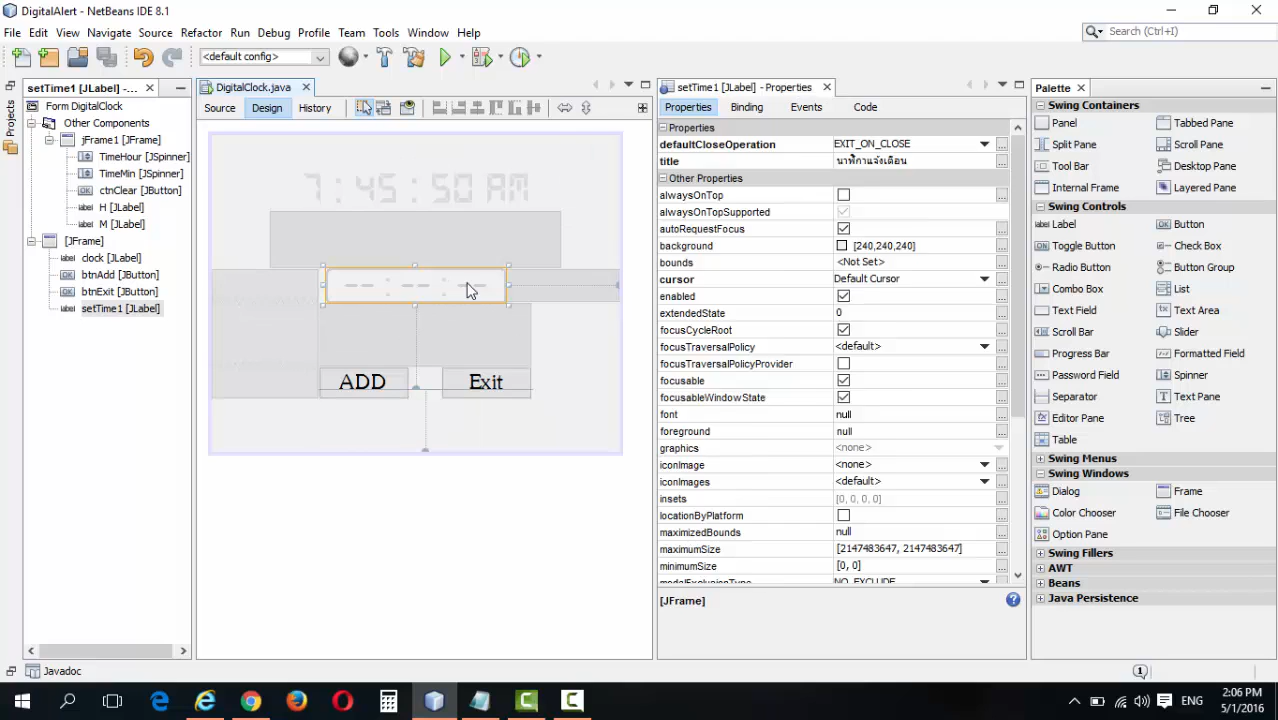 DigitalAlert - NetBeans IDE 8.1
File Edit View Navigate Source Refactor Run Debug Profile Team Tools Window Help
Search (Ctrl+I)
<default config>
setTime1 [JLabel] -...
DigitalClock.java
setTime1 [JLabel] - Properties
Palette
Projects
Form DigitalClock
Other Components
jFrame1 [JFrame]
TimeHour [JSpinner]
TimeMin [JSpinner]
ctnClear [JButton]
H [JLabel]
M [JLabel]
[JFrame]
clock [JLabel]
btnAdd [JButton]
btnExit [JButton]
label setTime1 [JLabel]
Source Design History
7:45:50 AM
-- : -- : --
ADD Exit
Properties Binding Events Code
Properties
defaultCloseOperation EXIT_ON_CLOSE
title นาฬิกาแจ้งเตือน
Other Properties
alwaysOnTop
alwaysOnTopSupported
autoRequestFocus
background [240,240,240]
bounds <Not Set>
cursor Default Cursor
enabled
extendedState 0
focusCycleRoot
focusTraversalPolicy <default>
focusTraversalPolicyProvider
focusable
focusableWindowState
font null
foreground null
graphics <none>
iconImage <none>
iconImages <default>
insets [0, 0, 0, 0]
locationByPlatform
maximizedBounds null
maximumSize [2147483647, 2147483647]
minimumSize [0, 0]
modalExclusionType NO_EXCLUDE
[JFrame]
Swing Containers
Panel Tabbed Pane
Split Pane Scroll Pane
Tool Bar Desktop Pane
Internal Frame Layered Pane
Swing Controls
label Label Button
Toggle Button Check Box
Radio Button Button Group
Combo Box List
Text Field Text Area
Scroll Bar Slider
Progress Bar Formatted Field
Password Field Spinner
Separator Text Pane
Editor Pane Tree
Table
Swing Menus
Swing Windows
Dialog Frame
Color Chooser File Chooser
Option Pane
Swing Fillers
AWT
Beans
Java Persistence
Javadoc
1
ENG
2:06 PM
5/1/2016